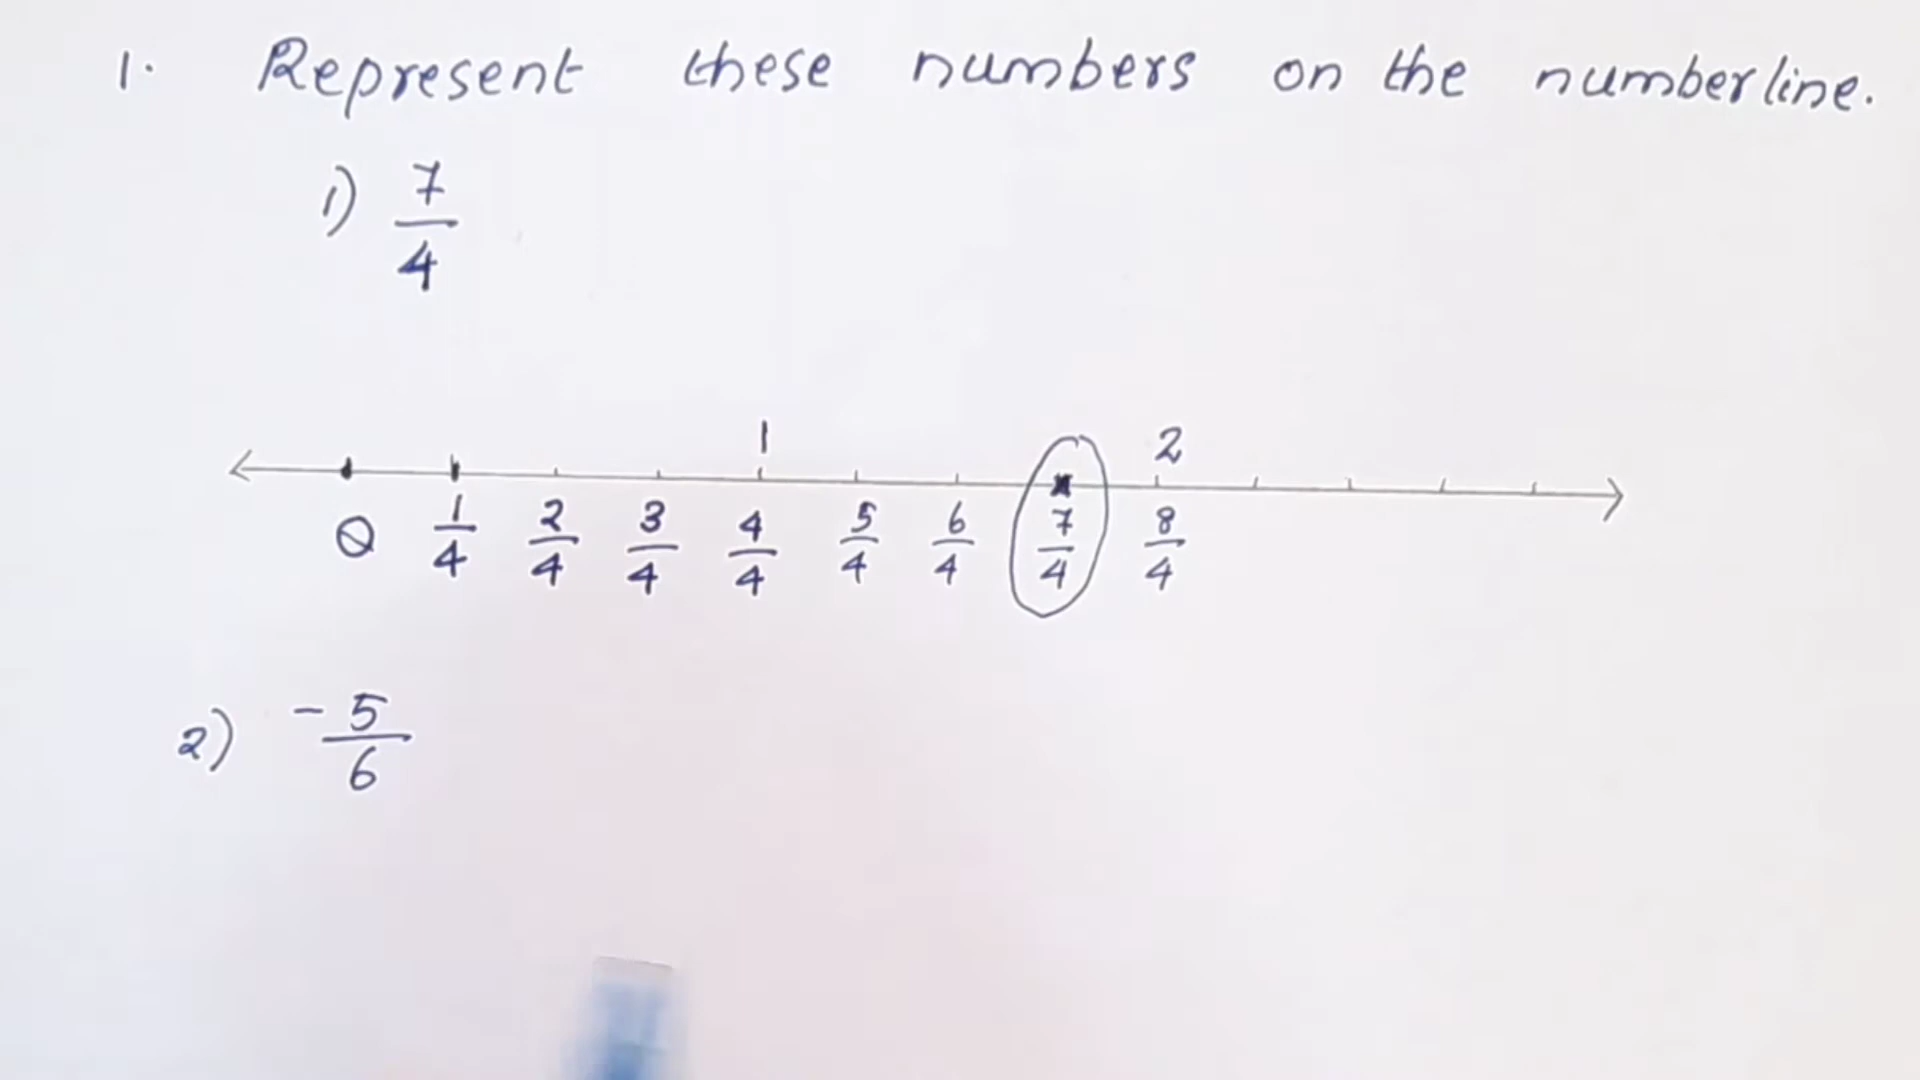 1. Represent these numbers on the numberline.
1) 7/4
1 2
0 1/4 2/4 3/4 4/4 5/4 6/4 7/4 8/4
2) -5/6